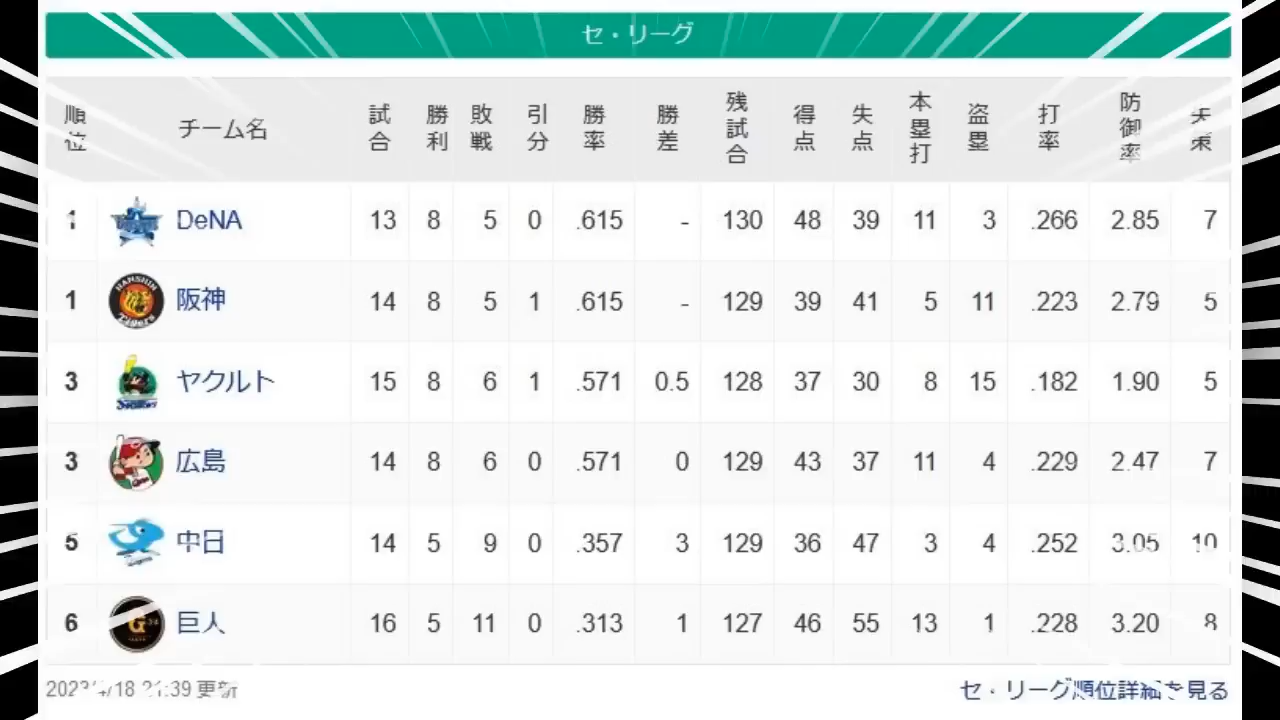 セ・リーグ
順位 チーム名 試合 勝利 敗戦 引分 勝率 勝差 残試合 得点 失点 本塁打 盗塁 打率 防御率
1 DeNA 13 8 5 0 .615 - 130 48 39 11 3 .266 2.85 7
1 阪神 14 8 5 1 .615 - 129 39 41 5 11 .223 2.79 5
3 ヤクルト 15 8 6 1 .571 0.5 128 37 30 8 15 .182 1.90 5
3 広島 14 8 6 0 .571 0 129 43 37 11 4 .229 2.47 7
5 中日 14 5 9 0 .357 3 129 36 47 3 4 .252 3.05 10
6 巨人 16 5 11 0 .313 1 127 46 55 13 1 .228 3.20 8
2023/4/18 21:39 更新
セ・リーグ順位詳細を見る